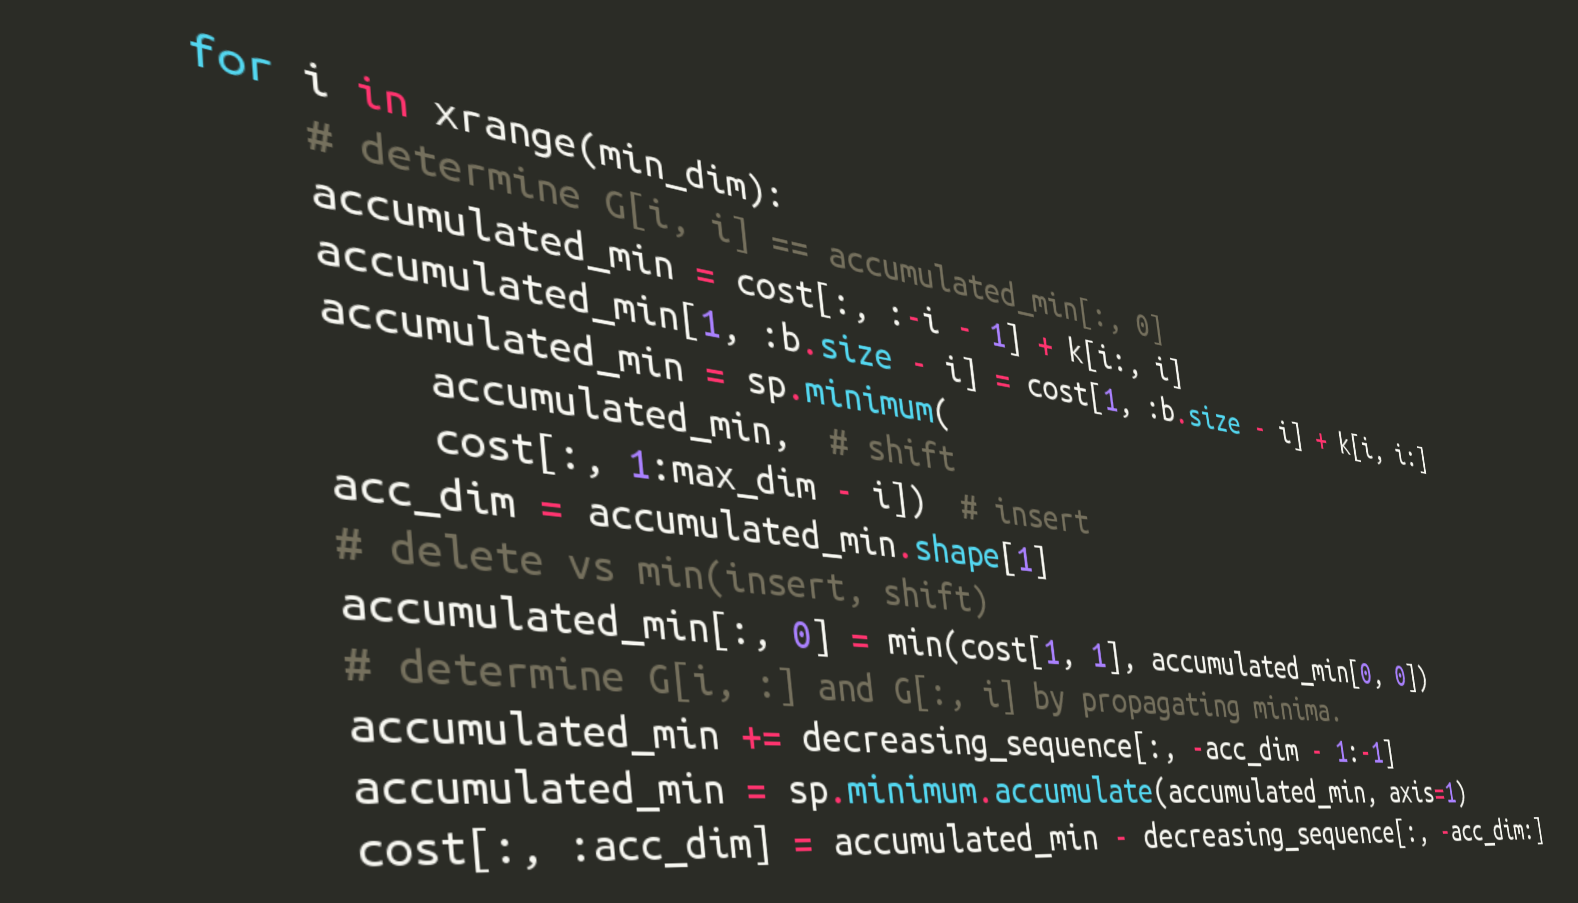 for i in xrange(min_dim):
# determine G[i, i] == accumulated_min[:, 0]
accumulated_min = cost[:, :-i - 1] + k[i:, i]
accumulated_min[1, :b.size - i] = cost[1, :b.size - i] + k[i, i:]
accumulated_min = sp.minimum(
accumulated_min, # shift
cost[:, 1:max_dim - i]) # insert
acc_dim = accumulated_min.shape[1]
# delete vs min(insert, shift)
accumulated_min[:, 0] = min(cost[1, 1], accumulated_min[0, 0])
# determine G[i, :] and G[:, i] by propagating minima.
accumulated_min += decreasing_sequence[:, -acc_dim - 1:-1]
accumulated_min = sp.minimum.accumulate(accumulated_min, axis=1)
cost[:, :acc_dim] = accumulated_min - decreasing_sequence[:, -acc_dim:]